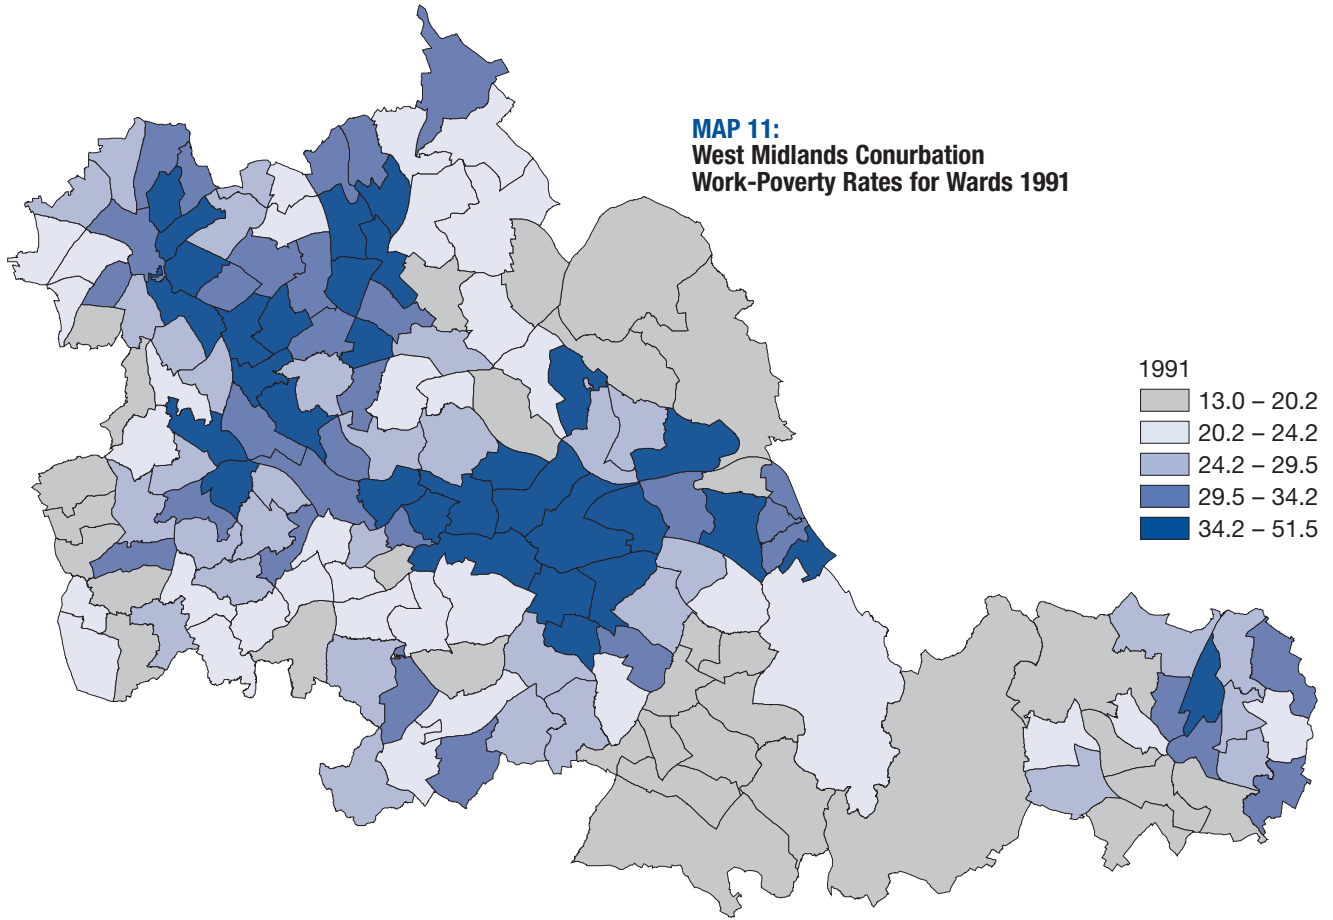 MAP 11:
West Midlands Conurbation
Work-Poverty Rates for Wards 1991
1991
13.0 – 20.2
20.2 – 24.2
24.2 – 29.5
29.5 – 34.2
34.2 – 51.5